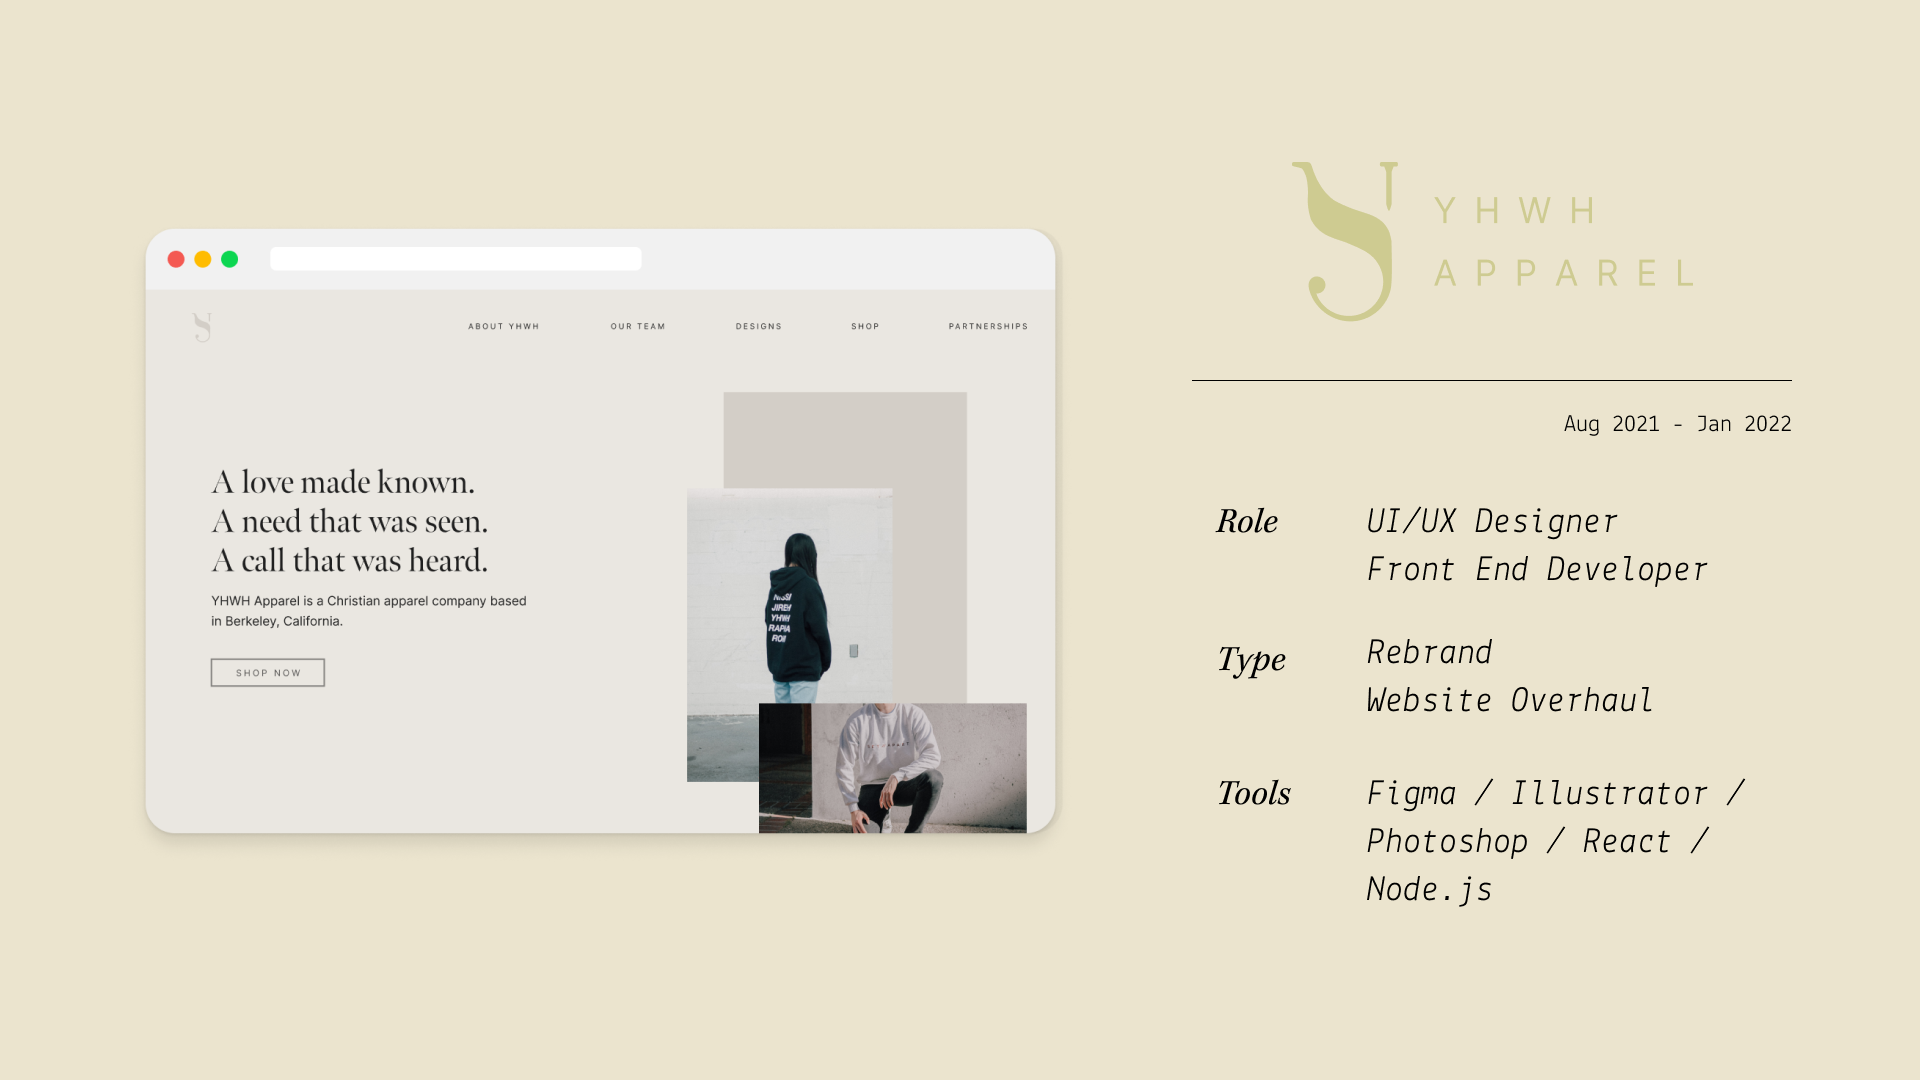 ABOUT YHWH
OUR TEAM
DESIGNS
SHOP
PARTNERSHIPS
A love made known.
A need that was seen.
A call that was heard.
YHWH Apparel is a Christian apparel company based
in Berkeley, California.
SHOP NOW
NISSI
JIREH
YHWH
RAPHA
ROII
YHWH
APPAREL
Aug 2021 - Jan 2022
Role
UI/UX Designer
Front End Developer
Type
Rebrand
Website Overhaul
Tools
Figma / Illustrator /
Photoshop / React /
Node.js